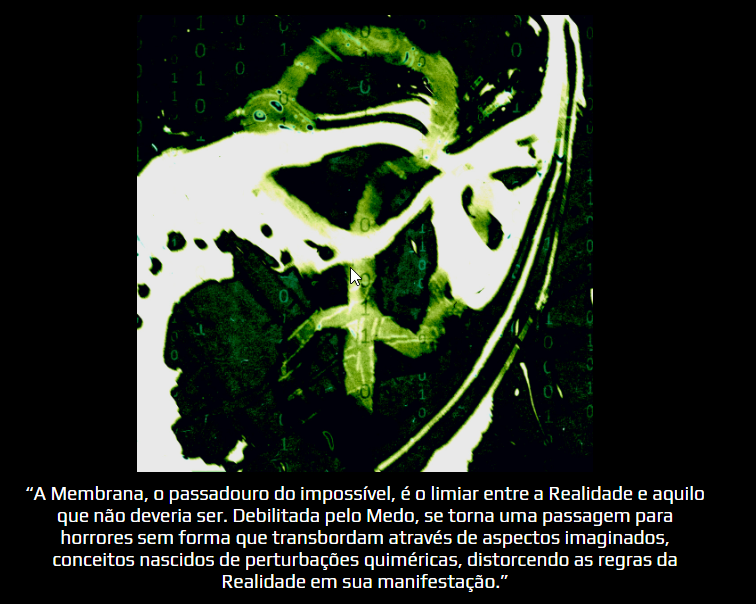 “A Membrana, o passadouro do impossível, é o limiar entre a Realidade e aquilo
que não deveria ser. Debilitada pelo Medo, se torna uma passagem para
horrores sem forma que transbordam através de aspectos imaginados,
conceitos nascidos de perturbações quiméricas, distorcendo as regras da
Realidade em sua manifestação.”